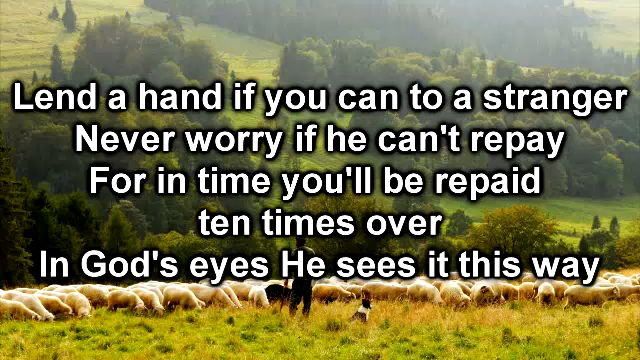 Lend a hand if you can to a stranger
Never worry if he can't repay
For in time you'll be repaid
ten times over
In God's eyes He sees it this way